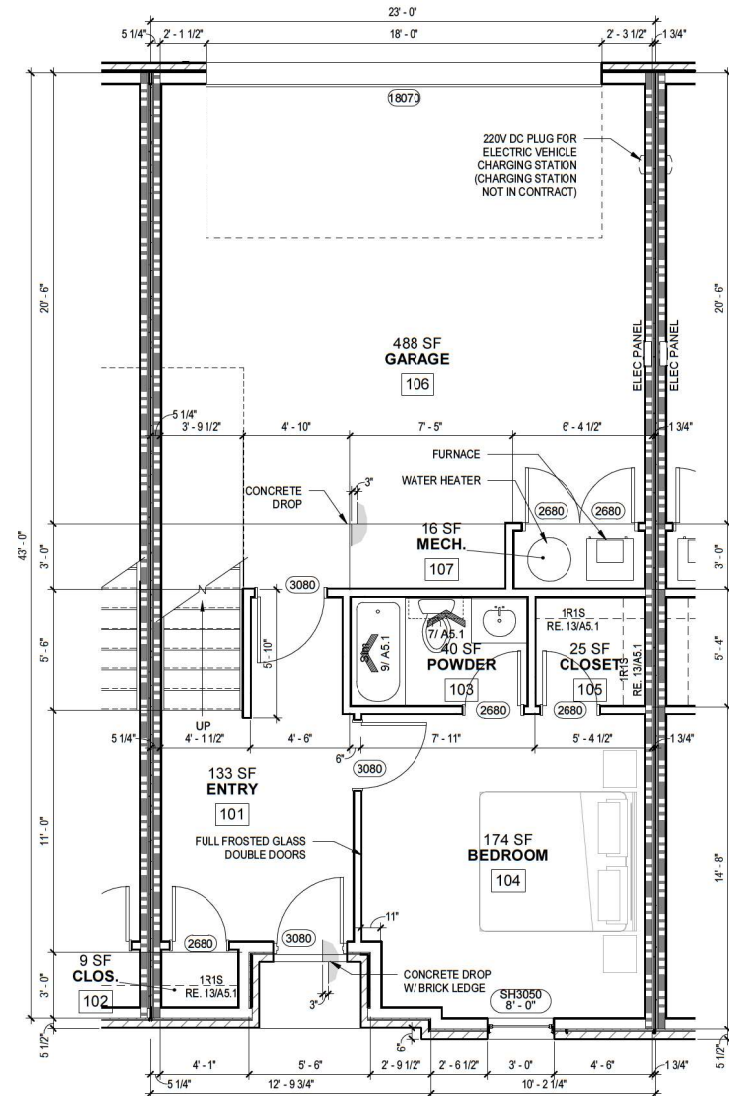 23' - 0"
5 1/4"
2' - 1 1/2"
18' - 0"
2' - 3 1/2"
1 3/4"
18070
220V DC PLUG FOR
ELECTRIC VEHICLE
CHARGING STATION
(CHARGING STATION
NOT IN CONTRACT)
20' - 6"
20' - 6"
43' - 0"
ELEC PANEL
ELEC PANEL
488 SF
GARAGE
106
5 1/4"
3' - 9 1/2"
4' - 10"
7' - 5"
6' - 4 1/2"
1 3/4"
FURNACE
WATER HEATER
CONCRETE
DROP
3"
2680
2680
16 SF
MECH.
107
3' - 0"
3' - 0"
3080
5' - 10"
5' - 6"
5' - 4"
9/ A5.1
7/ A5.1
40 SF
POWDER
103
1R1S
RE. 13/A5.1
25 SF
CLOSET
105
1R1S
RE. 13/A5.1
2680
2680
UP
5 1/4"
4' - 1 1/2"
4' - 6"
6"
7' - 11"
5' - 4 1/2"
1 3/4"
3080
133 SF
ENTRY
101
FULL FROSTED GLASS
DOUBLE DOORS
174 SF
BEDROOM
104
11' - 0"
14' - 8"
11"
2680
3080
9 SF
CLOS.
102
1R1S
RE. 13/A5.1
3"
CONCRETE DROP
W/ BRICK LEDGE
SH3050
8' - 0"
3' - 0"
5 1/2"
6"
5 1/2"
4' - 1"
5' - 6"
2' - 9 1/2"
2' - 6 1/2"
3' - 0"
4' - 6"
1 3/4"
5 1/4"
12' - 9 3/4"
10' - 2 1/4"